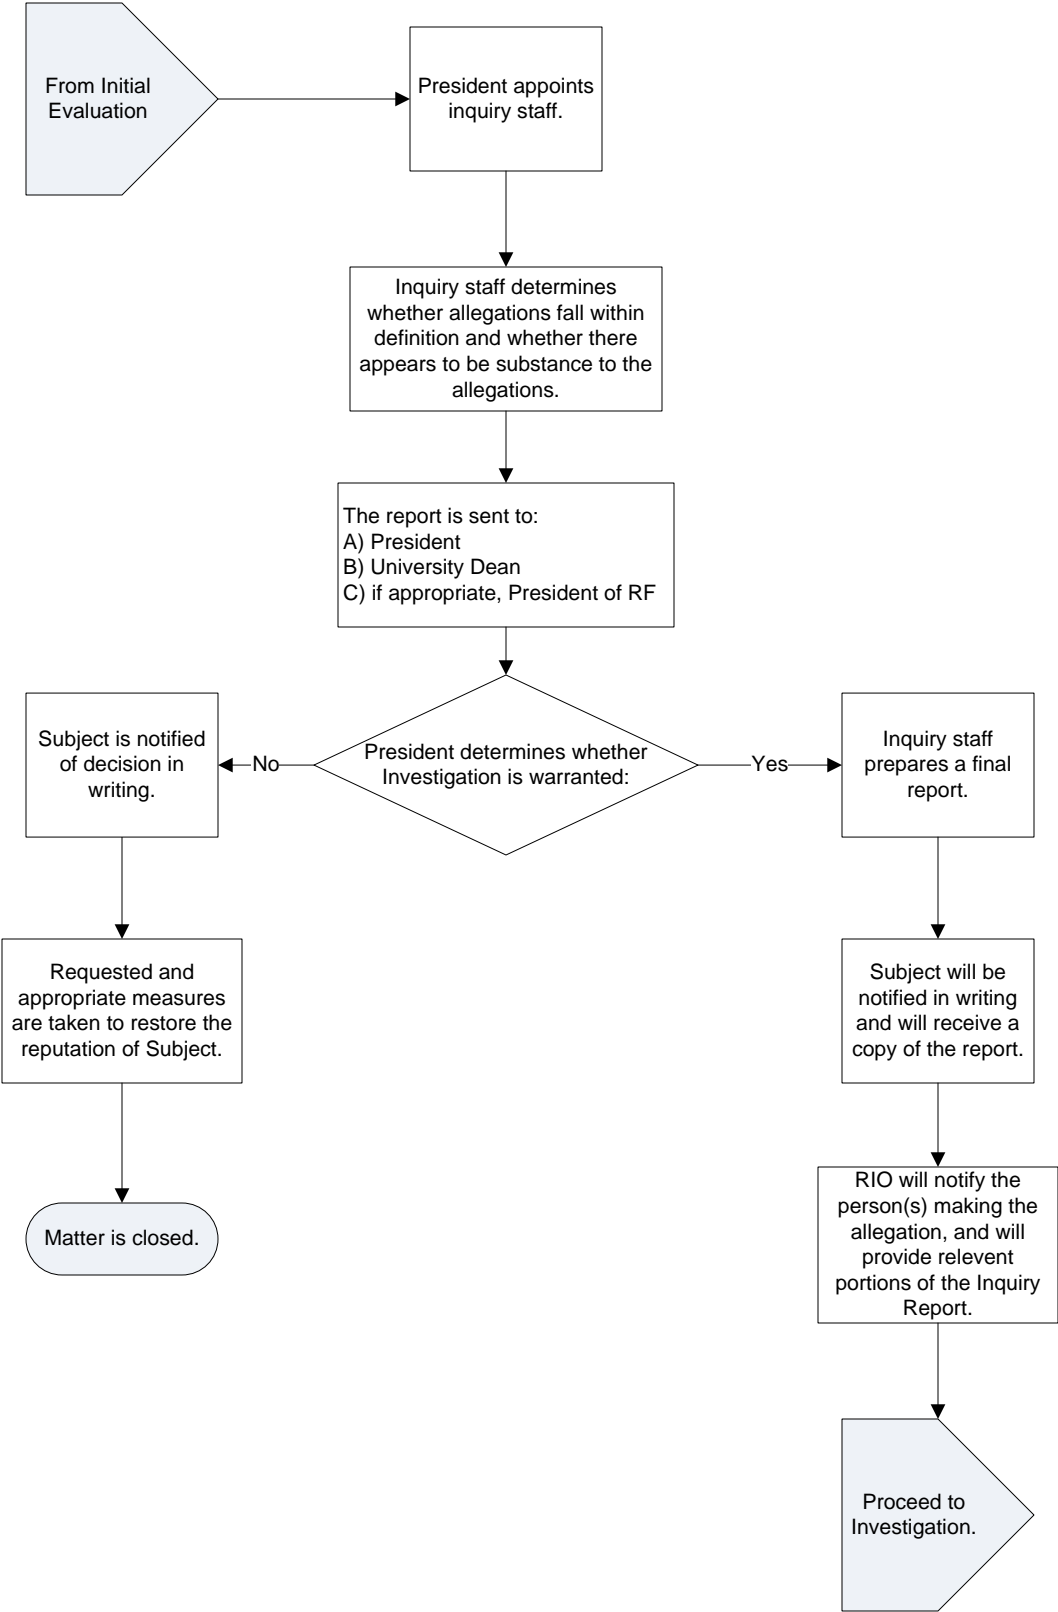 From Initial
Evaluation
President appoints
inquiry staff.
Inquiry staff determines
whether allegations fall within
definition and whether there
appears to be substance to the
allegations.
The report is sent to:
A) President
B) University Dean
C) if appropriate, President of RF
President determines whether
Investigation is warranted:
No
Yes
Subject is notified
of decision in
writing.
Requested and
appropriate measures
are taken to restore the
reputation of Subject.
Matter is closed.
Inquiry staff
prepares a final
report.
Subject will be
notified in writing
and will receive a
copy of the report.
RIO will notify the
person(s) making the
allegation, and will
provide relevent
portions of the Inquiry
Report.
Proceed to
Investigation.